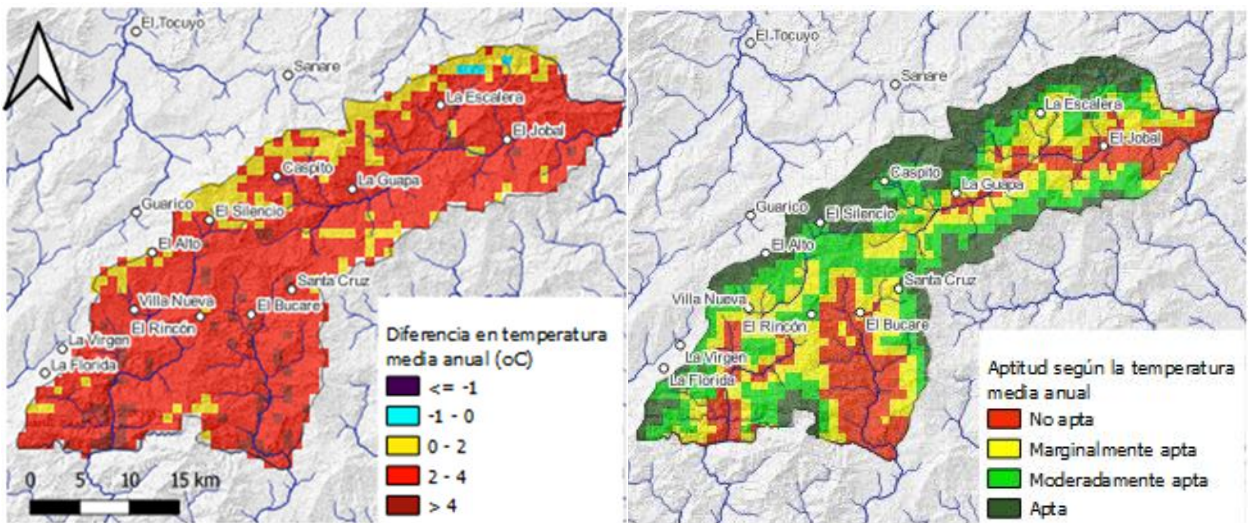 El Tocuyo
Sanare
La Escalera
El Jobal
Caspito
La Guapa
Guarico
El Silencio
El Alto
Santa Cruz
Villa Nueva
El Bucare
El Rincón
La Virgen
La Florida
Diferencia en temperatura
media anual (oC)
<= -1
-1 - 0
0 - 2
2 - 4
> 4
0 5 10 15 km
El Tocuyo
Sanare
La Escalera
El Jobal
Caspito
La Guapa
Guarico
El Silencio
El Alto
Santa Cruz
Villa Nueva
El Bucare
El Rincón
La Virgen
La Florida
Aptitud según la temperatura
media anual
No apta
Marginalmente apta
Moderadamente apta
Apta